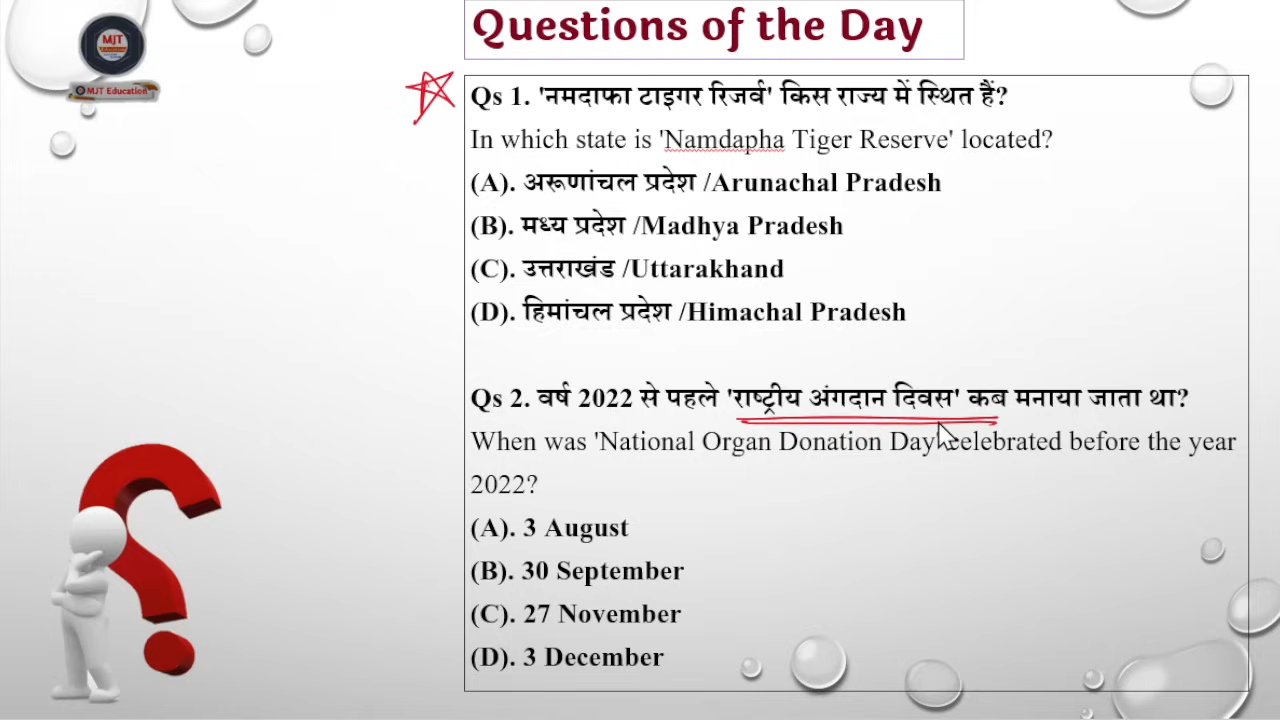 Questions of the Day
MJT
Education
MJT Education
Qs 1. 'नमदाफा टाइगर रिजर्व' किस राज्य में स्थित हैं?
In which state is 'Namdapha Tiger Reserve' located?
(A). अरूणांचल प्रदेश /Arunachal Pradesh
(B). मध्य प्रदेश /Madhya Pradesh
(C). उत्तराखंड /Uttarakhand
(D). हिमांचल प्रदेश /Himachal Pradesh
Qs 2. वर्ष 2022 से पहले 'राष्ट्रीय अंगदान दिवस' कब मनाया जाता था?
When was 'National Organ Donation Day' celebrated before the year
2022?
(A). 3 August
(B). 30 September
(C). 27 November
(D). 3 December